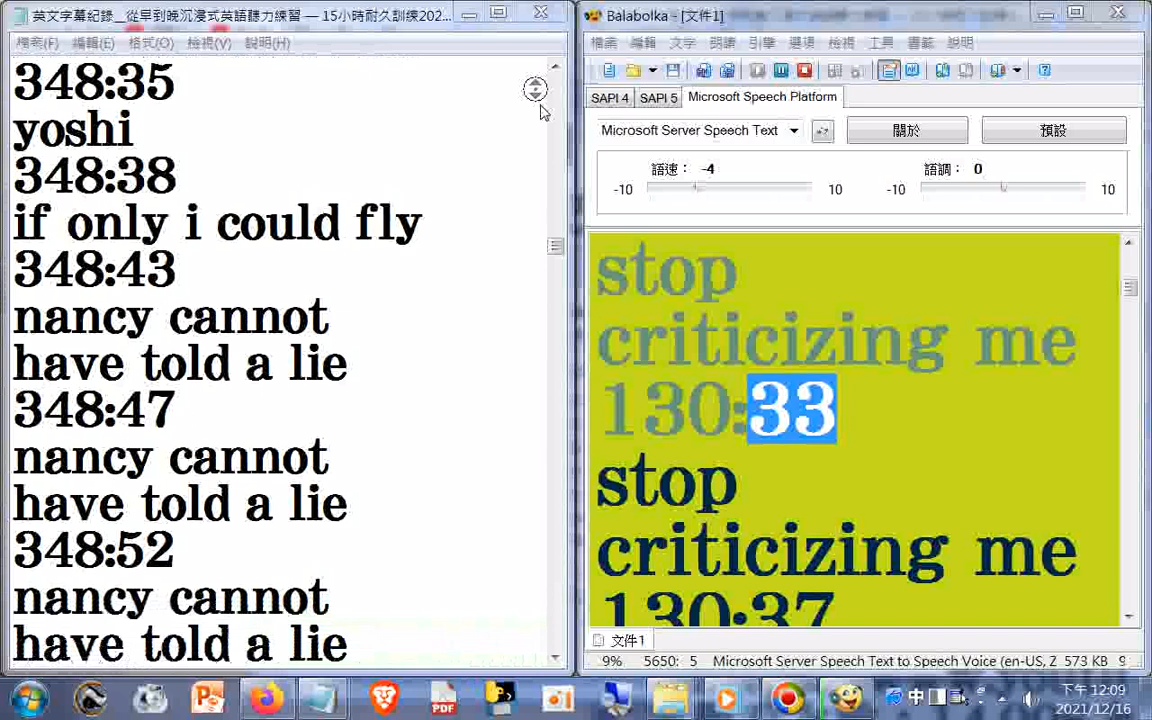 英文字幕紀錄__從早到晚沉浸式英語聽力練習 — 15小時耐久訓練202...
檔案(F) 編輯(E) 格式(O) 檢視(V) 說明(H)
348:35
yoshi
348:38
if only i could fly
348:43
nancy cannot
have told a lie
348:47
nancy cannot
have told a lie
348:52
nancy cannot
have told a lie
Balabolka - [文件1]
檔案 編輯 文字 朗讀 引擎 選項 檢視 工具 書籤 說明
SAPI 4 SAPI 5 Microsoft Speech Platform
Microsoft Server Speech Text 關於 預設
語速： -4 語調： 0
-10 10 -10 10
stop
criticizing me
130:33
stop
criticizing me
130:37
文件1
9% 5650: 5 Microsoft Server Speech Text to Speech Voice (en-US, Z 573 KB 9
PDF
中
下午 12:09
2021/12/16